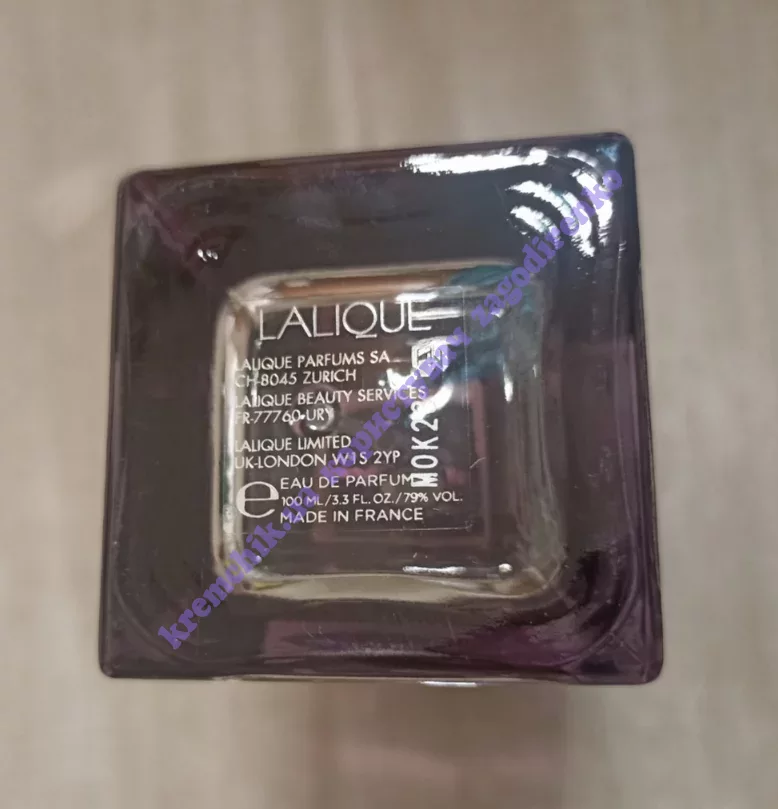 LALIQUE
LALIQUE PARFUMS SA
CH-8045 ZURICH
LALIQUE BEAUTY SERVICES
FR-77760-URY
LALIQUE LIMITED
UK-LONDON W1S 2YP
e EAU DE PARFUM
100 ML/3.3 FL. OZ./79% VOL.
MADE IN FRANCE
zagodirenko